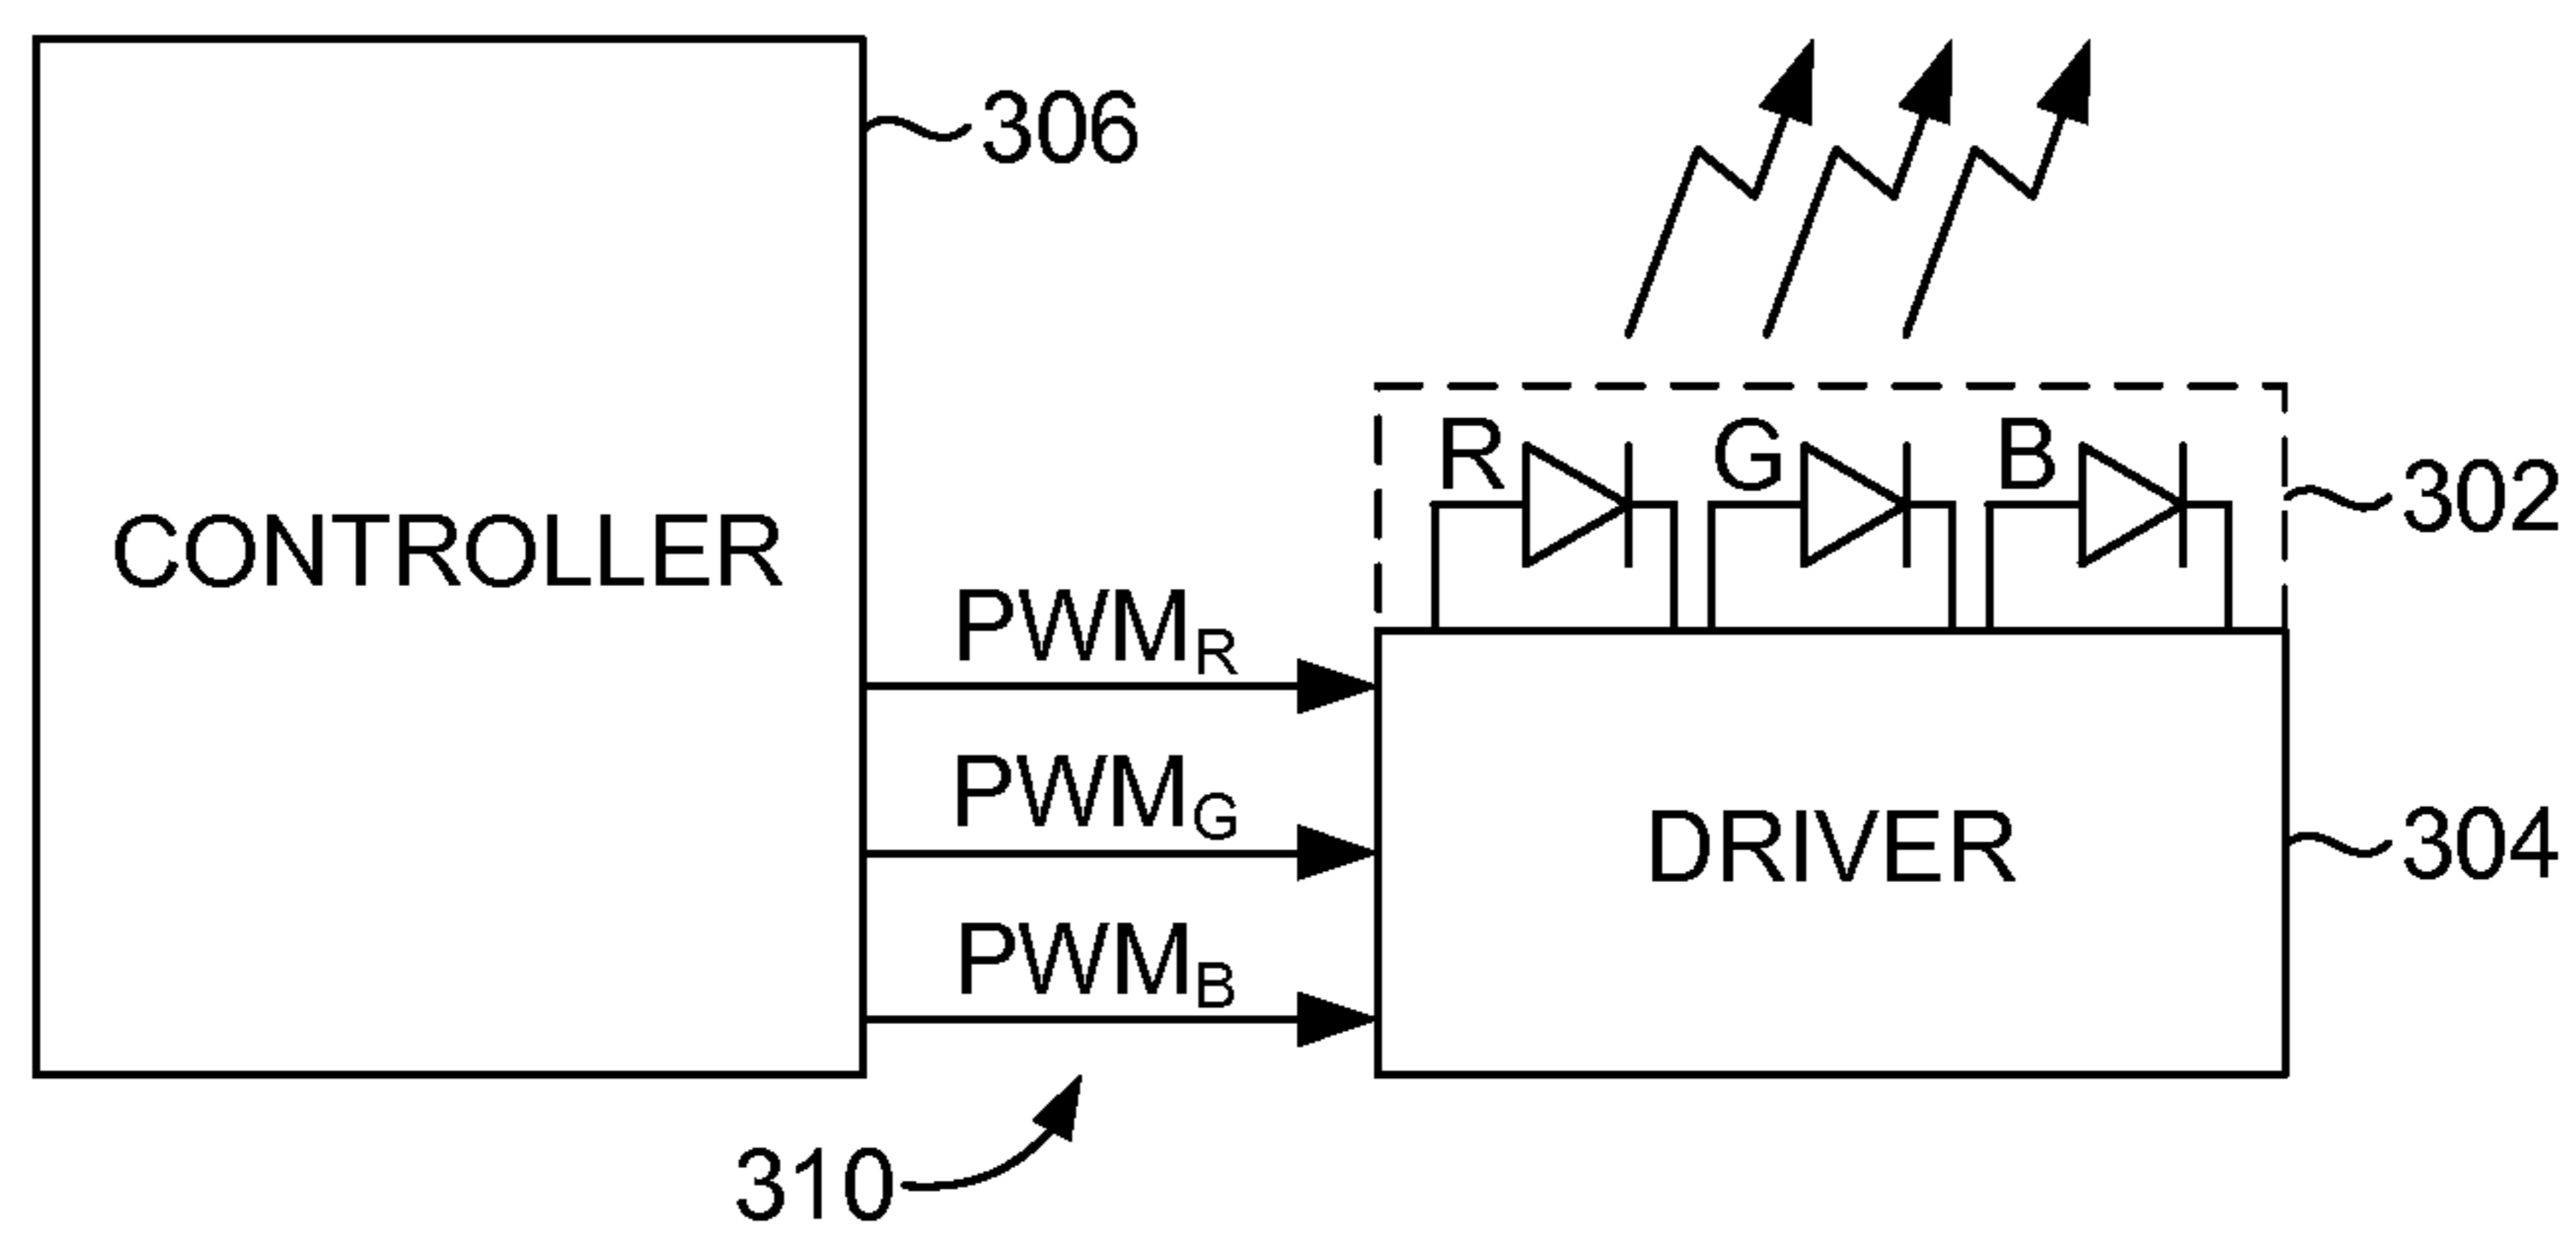 306
R G B
302
CONTROLLER
PWMR
PWMG
DRIVER
304
PWMB
310